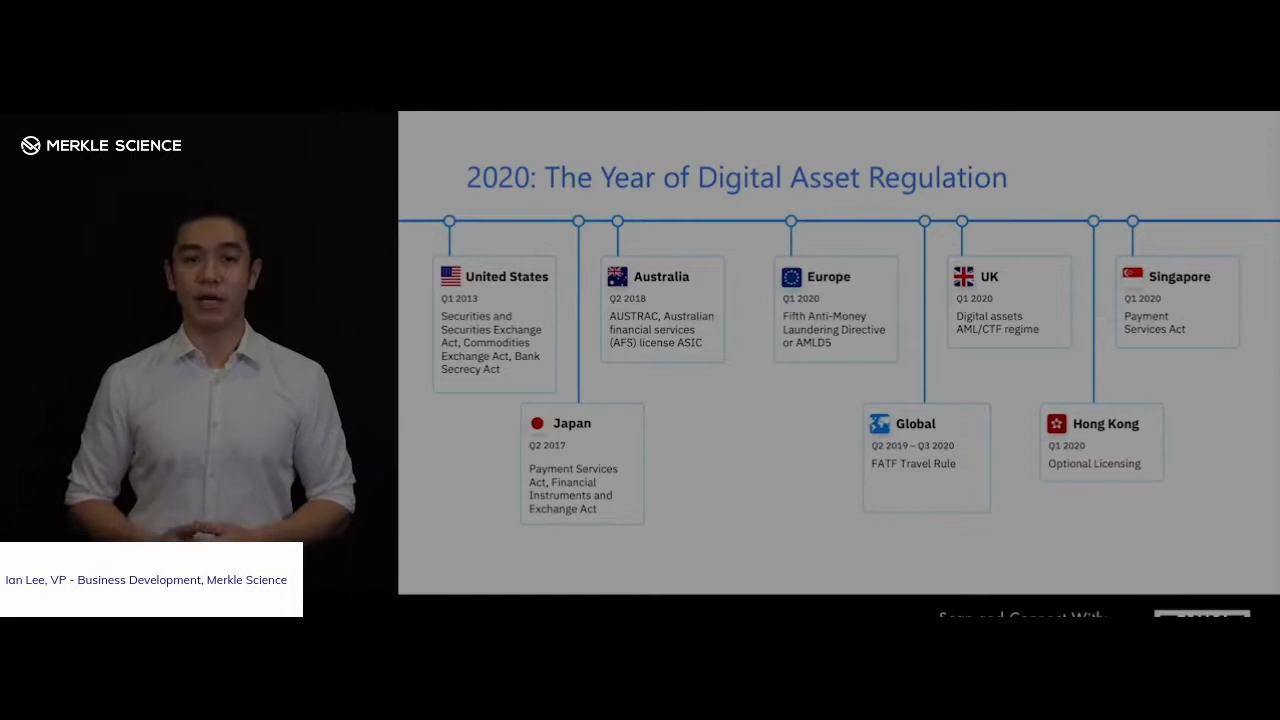 MERKLE SCIENCE
2020: The Year of Digital Asset Regulation
United States
Q1 2013
Securities and
Securities Exchange
Act, Commodities
Exchange Act, Bank
Secrecy Act
Japan
Q2 2017
Payment Services
Act, Financial
Instruments and
Exchange Act
Australia
Q2 2018
AUSTRAC, Australian
financial services
(AFS) license ASIC
Europe
Q1 2020
Fifth Anti-Money
Laundering Directive
or AMLD5
Global
Q2 2019 – Q3 2020
FATF Travel Rule
UK
Q1 2020
Digital assets
AML/CTF regime
Hong Kong
Q1 2020
Optional Licensing
Singapore
Q1 2020
Payment
Services Act
Ian Lee, VP - Business Development, Merkle Science
Scan and Connect With